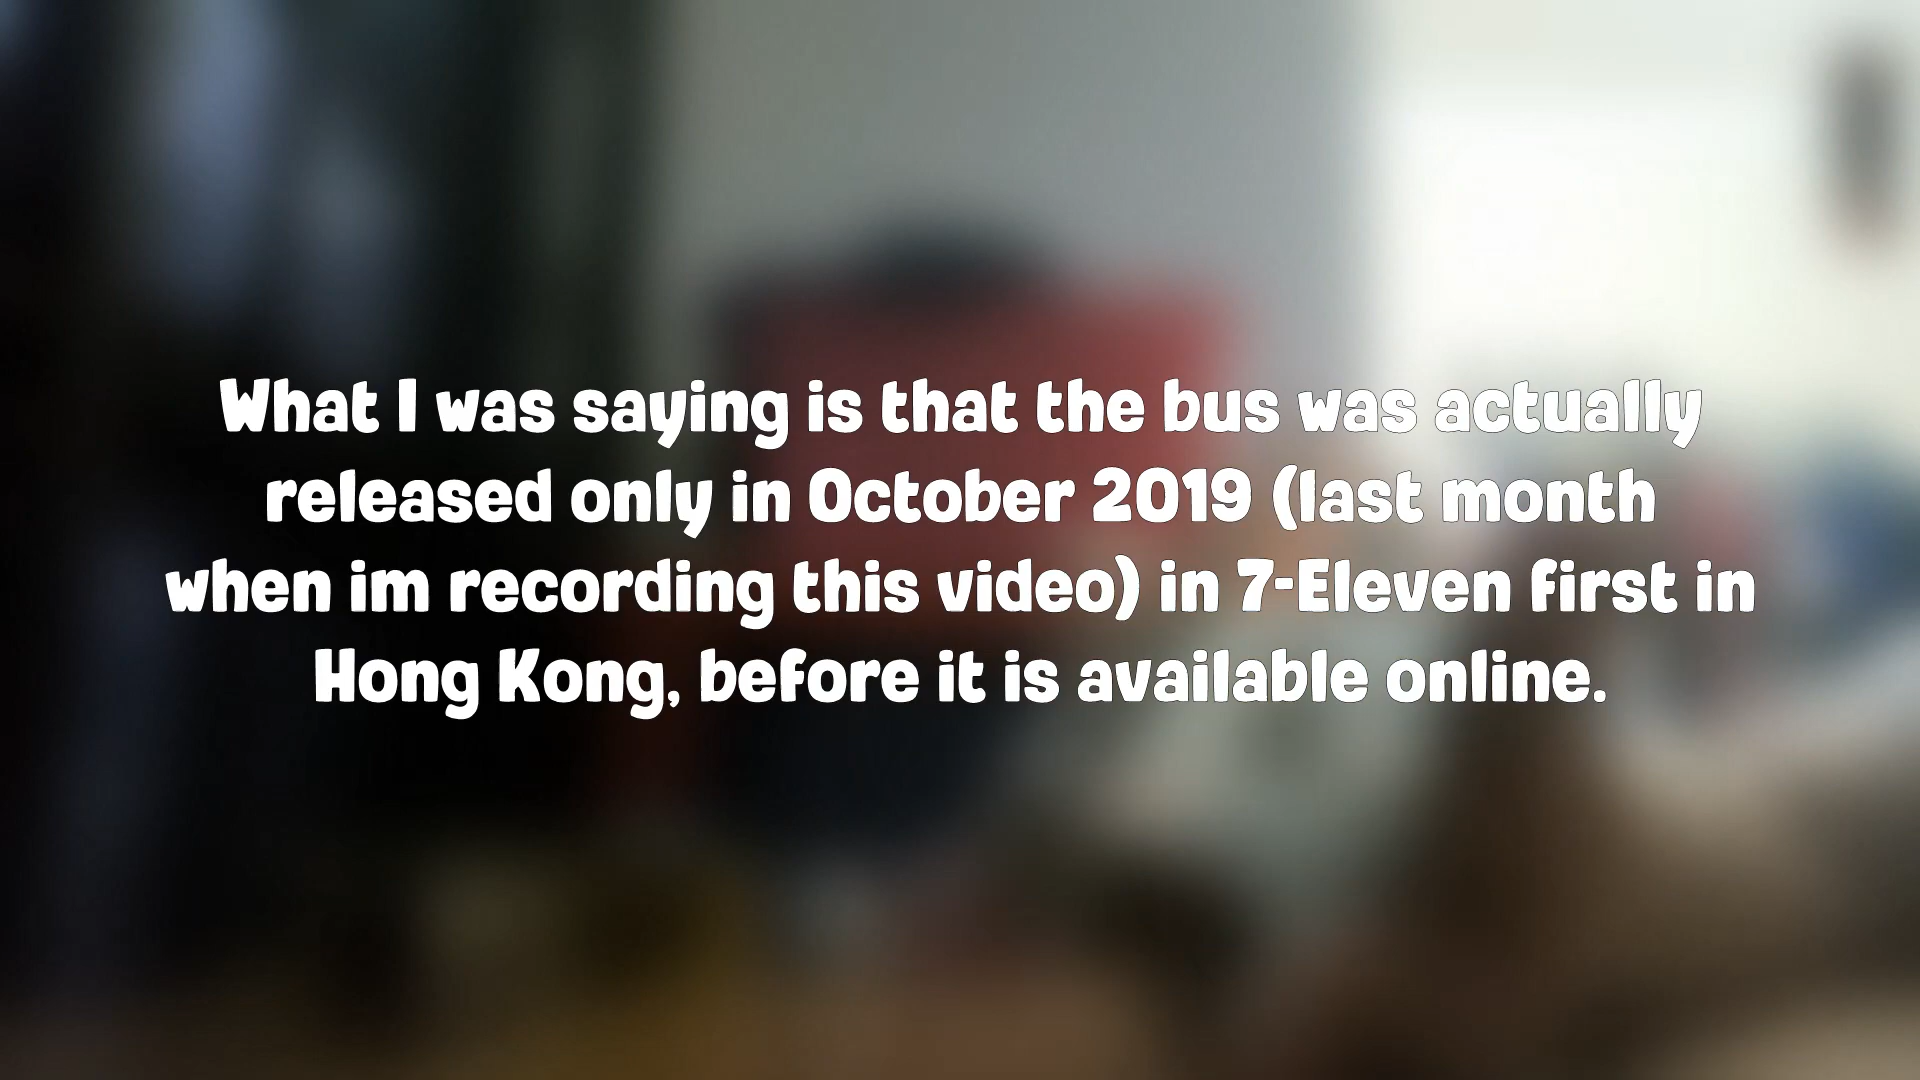 What I was saying is that the bus was actually
released only in October 2019 (last month
when im recording this video) in 7-Eleven first in
Hong Kong, before it is available online.